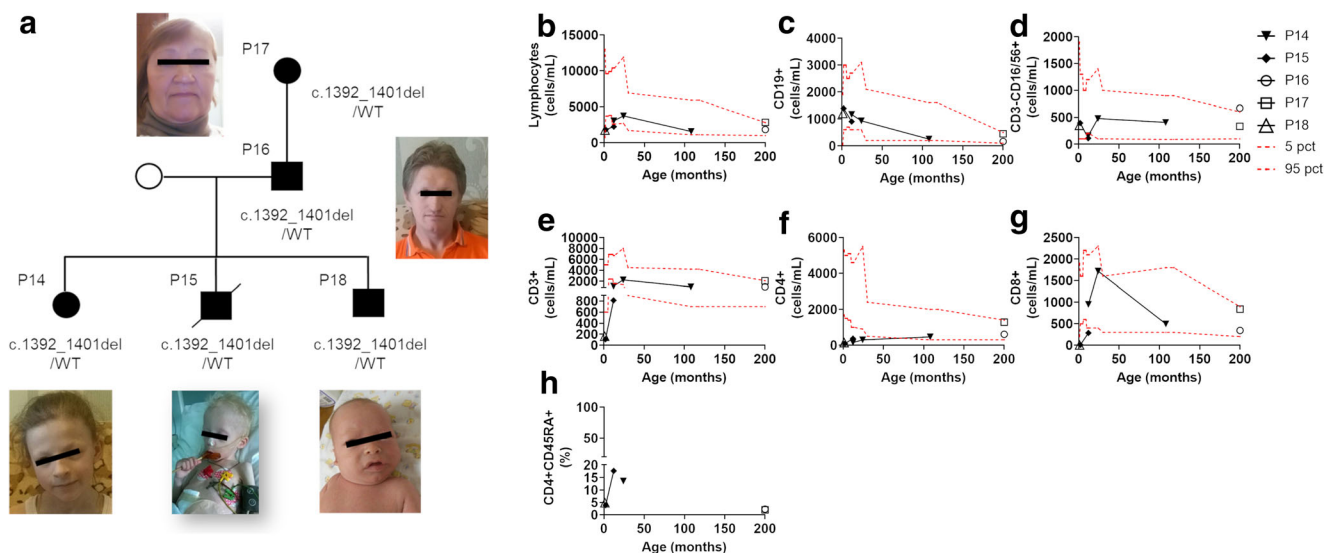 a
P17
c.1392_1401del
/WT
P16
c.1392_1401del
/WT
P14
P15
P18
c.1392_1401del
/WT
c.1392_1401del
/WT
c.1392_1401del
/WT
b
Lymphocytes
(cells/mL)
15000
10000
5000
0
0 50 100 150 200
Age (months)
c
CD19+
(cells/mL)
4000
3000
2000
1000
0
0 50 100 150 200
Age (months)
d
CD3-CD16/56+
(cells/mL)
2000
1500
1000
500
0
0 50 100 150 200
Age (months)
P14
P15
P16
P17
P18
5 pct
95 pct
e
CD3+
(cells/mL)
10000
8000
6000
4000
2000
800
600
400
200
0
0 50 100 150 200
Age (months)
f
CD4+
(cells/mL)
6000
4000
2000
0
0 50 100 150 200
Age (months)
g
CD8+
(cells/mL)
2500
2000
1500
1000
500
0
0 50 100 150 200
Age (months)
h
CD4+CD45RA+
(%)
100
75
50
20
15
10
5
0
0 50 100 150 200
Age (months)